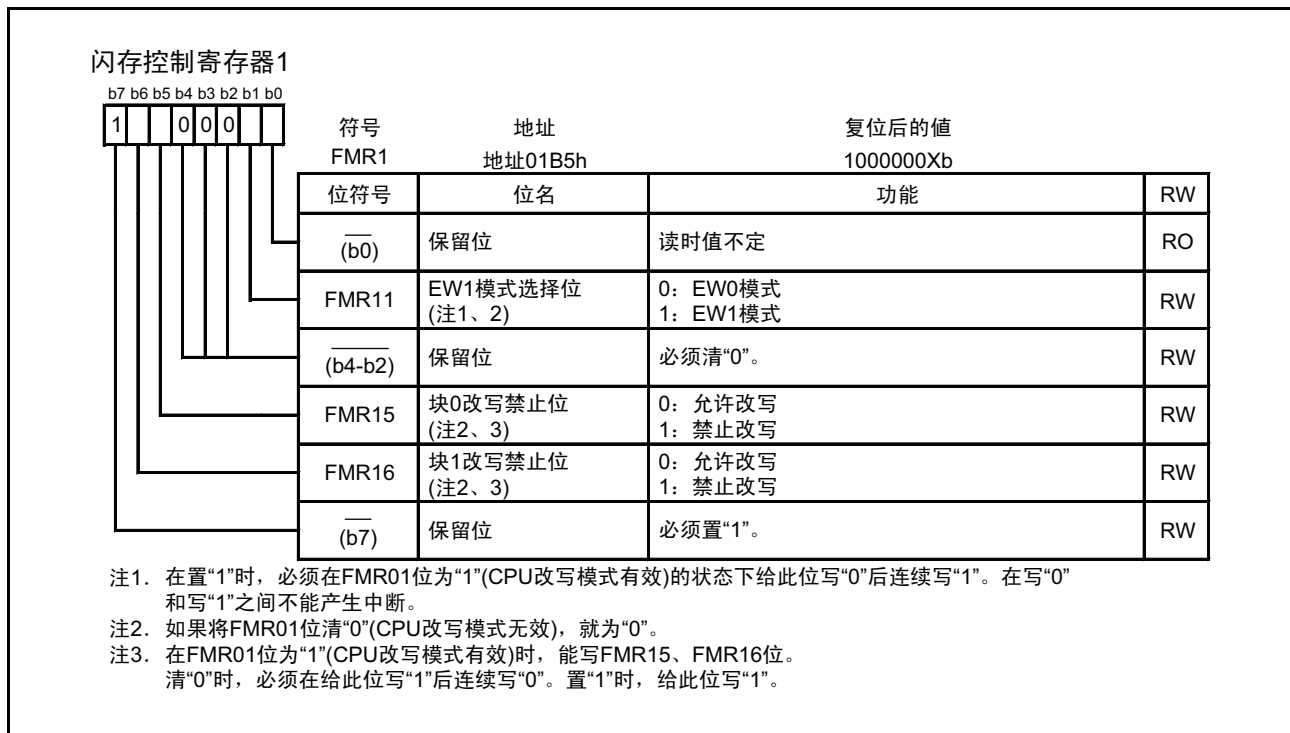 闪存控制寄存器1
b7 b6 b5 b4 b3 b2 b1 b0
1 0 0 0
符号 地址 复位后的値
FMR1 地址01B5h 1000000Xb
位符号 位名 功能 RW
(b0) 保留位 读时值不定 RO
FMR11 EW1模式选择位 0：EW0模式 RW
(注1、2) 1：EW1模式
(b4-b2) 保留位 必须清“0”。 RW
FMR15 块0改写禁止位 0：允许改写 RW
(注2、3) 1：禁止改写
FMR16 块1改写禁止位 0：允许改写 RW
(注2、3) 1：禁止改写
(b7) 保留位 必须置“1”。 RW
注1. 在置“1”时，必须在FMR01位为“1”(CPU改写模式有效)的状态下给此位写“0”后连续写“1”。在写“0”
和写“1”之间不能产生中断。
注2. 如果将FMR01位清“0”(CPU改写模式无效)，就为“0”。
注3. 在FMR01位为“1”(CPU改写模式有效)时，能写FMR15、FMR16位。
清“0”时，必须在给此位写“1”后连续写“0”。置“1”时，给此位写“1”。